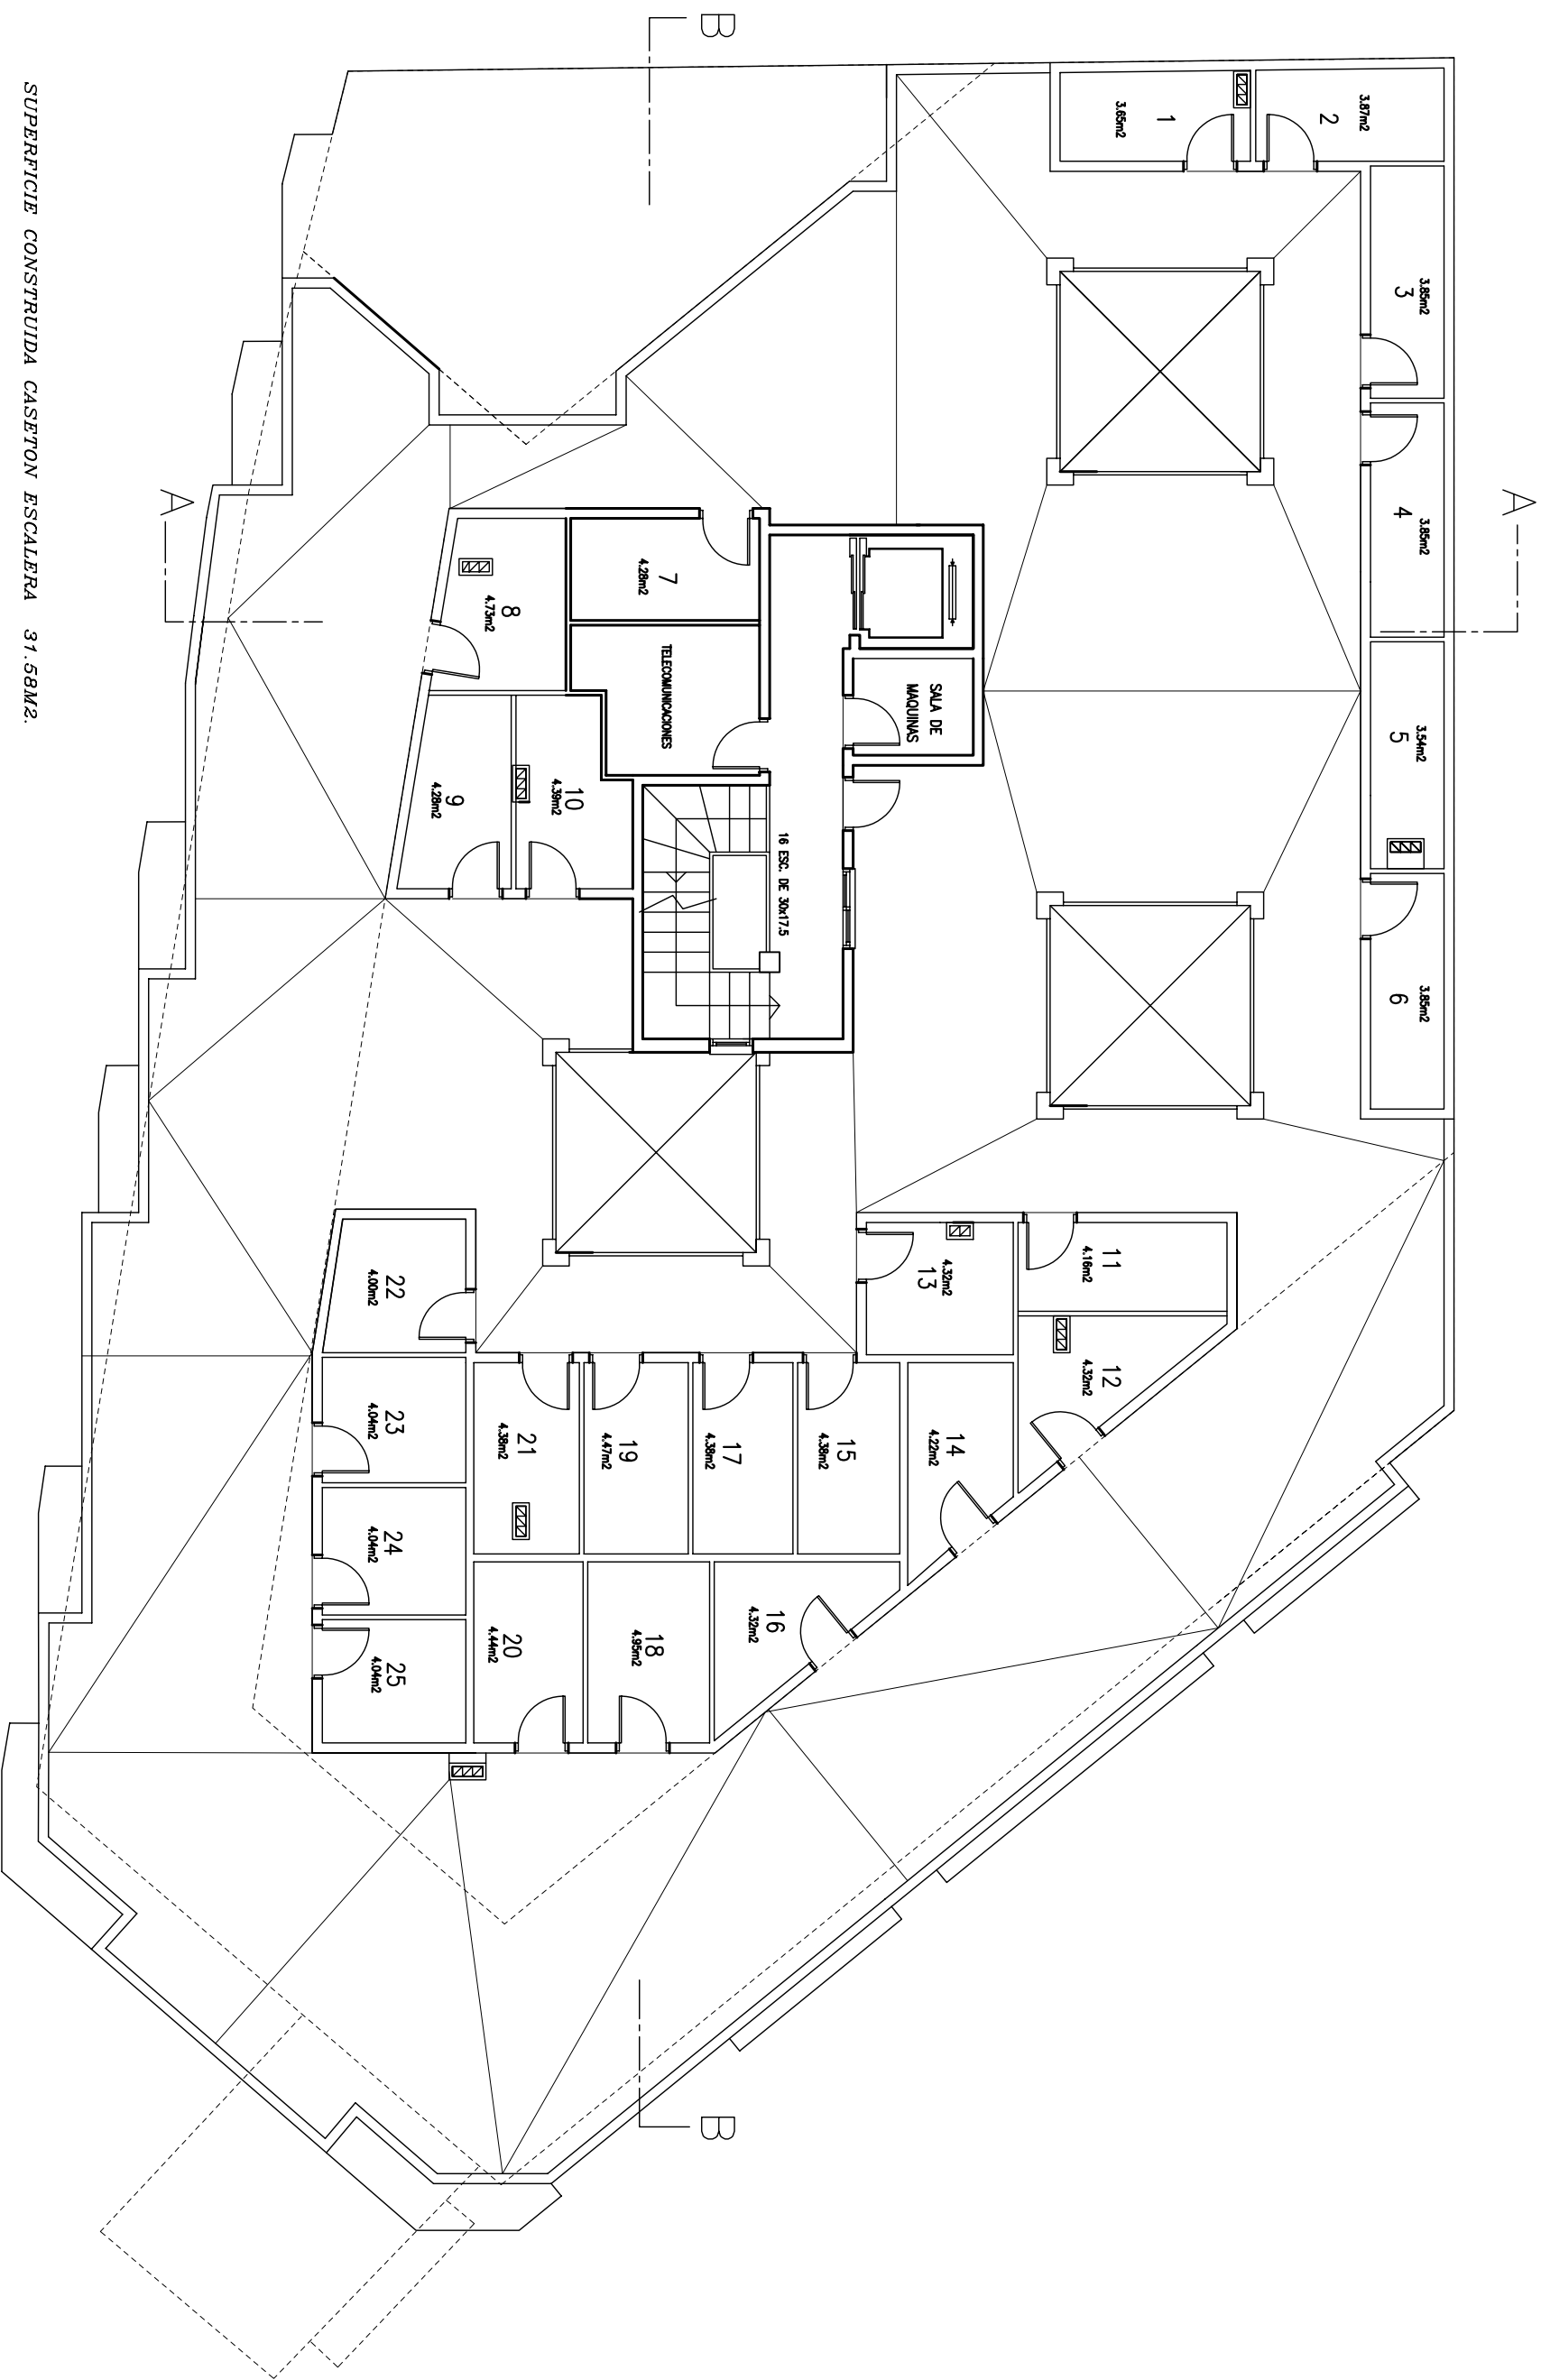 B
A
2
3.87m2
1
3.65m2
3.85m2
3
4
3.85m2
3.54m2
5
3.85m2
6
7
4.28m2
8
4.73m2
TELECOMUNICACIONES
SALA DE
MAQUINAS
9
4.28m2
10
4.39m2
16 ESC. DE 30x17.5
A
11
4.16m2
12
4.32m2
4.32m2
13
14
4.22m2
15
4.38m2
16
4.32m2
17
4.38m2
18
4.95m2
19
4.47m2
20
4.44m2
21
4.38m2
22
4.00m2
23
4.04m2
24
4.04m2
25
4.04m2
B
SUPERFICIE CONSTRUIDA CASETON ESCALERA 31.58M2.